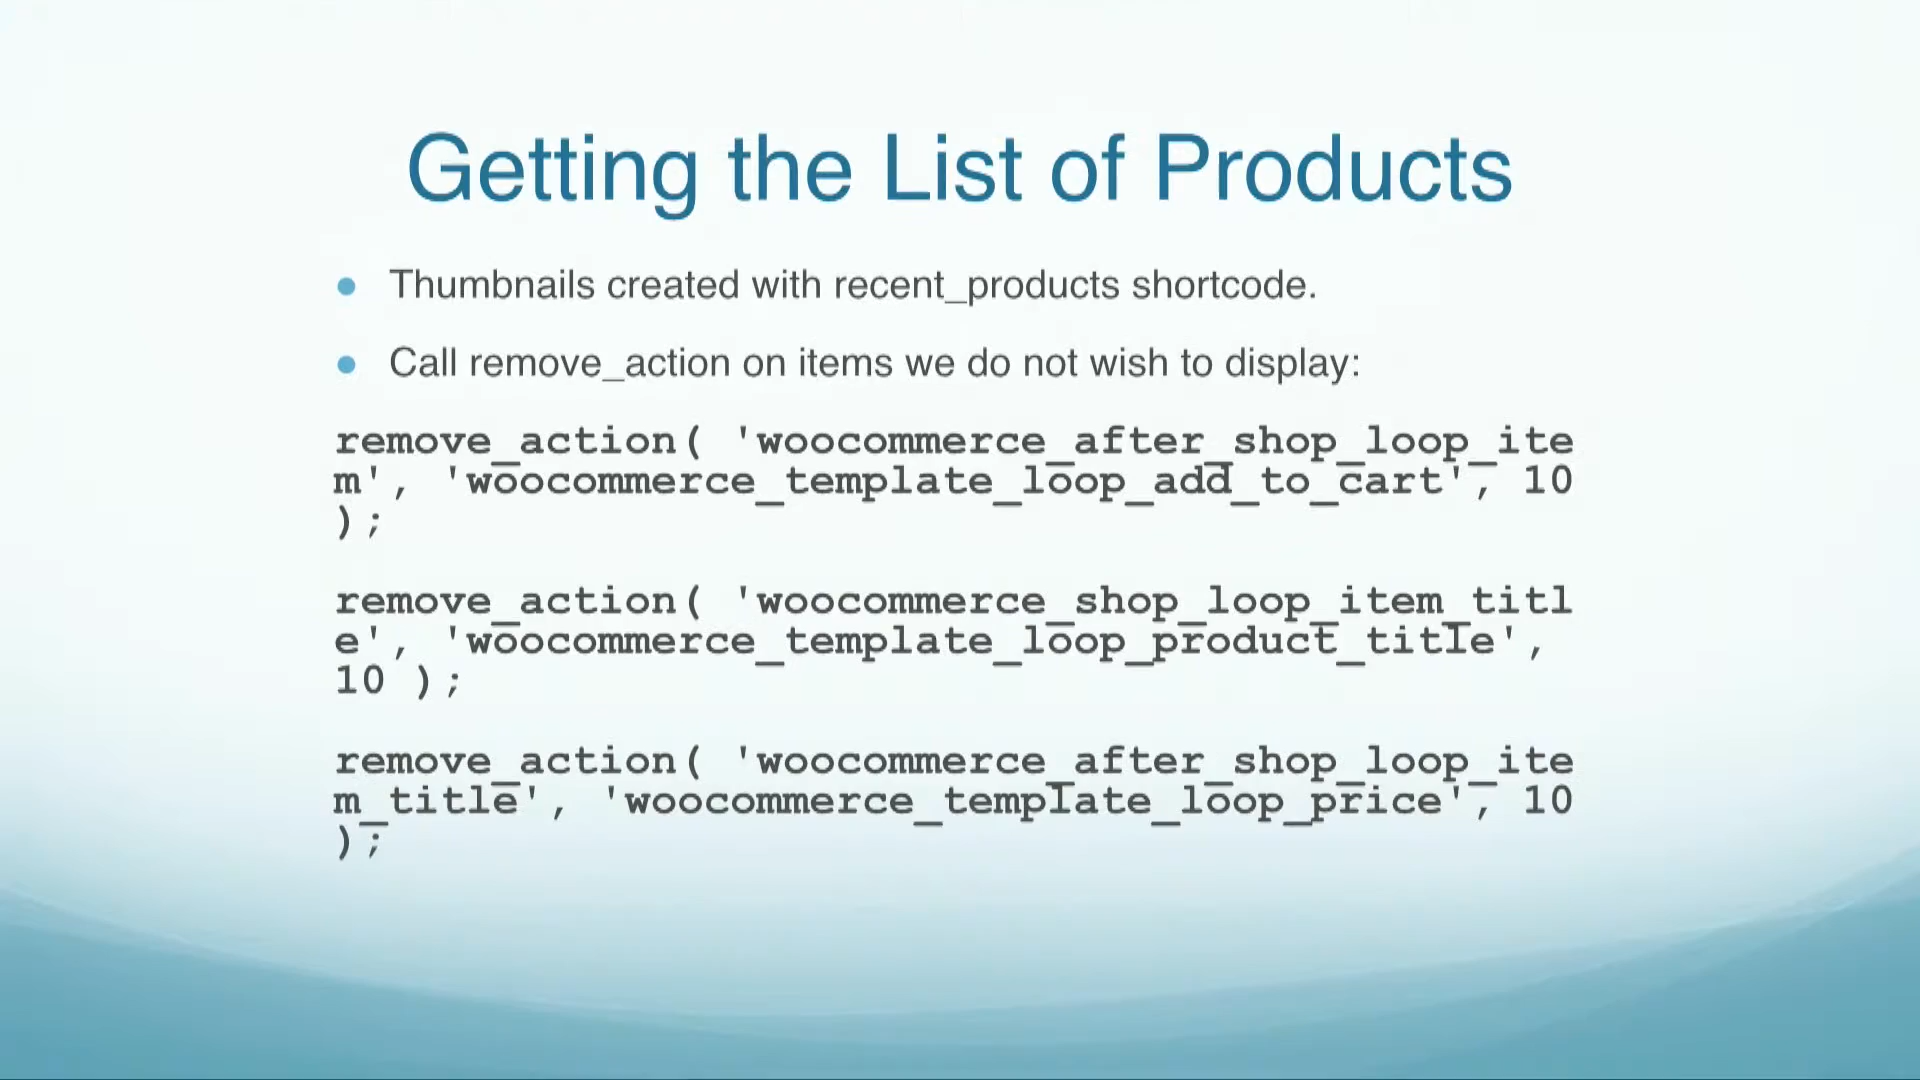 Getting the List of Products
Thumbnails created with recent_products shortcode.
Call remove_action on items we do not wish to display:
remove_action( 'woocommerce_after_shop_loop_ite
m', 'woocommerce_template_loop_add_to_cart', 10
);
remove_action( 'woocommerce_shop_loop_item_titl
e', 'woocommerce_template_loop_product_title',
10 );
remove_action( 'woocommerce_after_shop_loop_ite
m_title', 'woocommerce_template_loop_price', 10
);